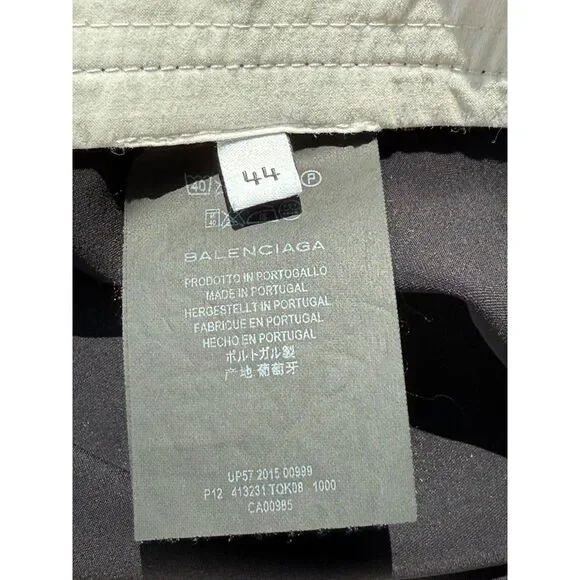 44
40
P
40
BALENCIAGA
PRODOTTO IN PORTOGALLO
MADE IN PORTUGAL
HERGESTELLT IN PORTUGAL
FABRIQUE EN PORTUGAL
HECHO EN PORTUGAL
ポルトガル製
产地 葡萄牙
UP57 2015 00999
P12 413231 TQK08 1000
CA00985